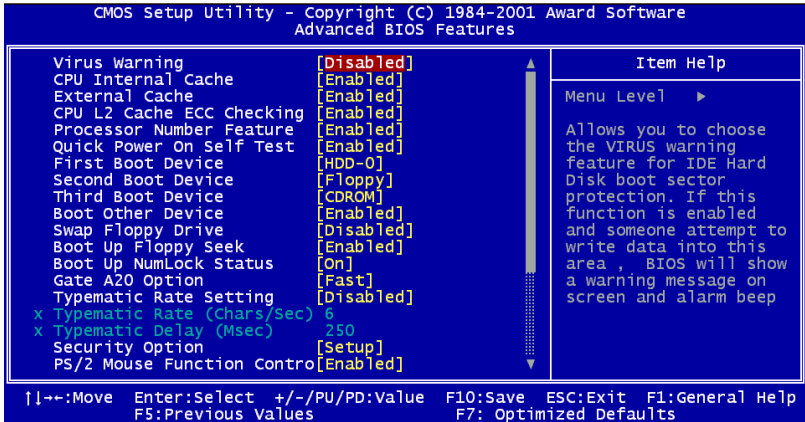 CMOS Setup Utility – Copyright (C) 1984-2001 Award Software
Advanced BIOS Features
Virus Warning [Disabled]
CPU Internal Cache [Enabled]
External Cache [Enabled]
CPU L2 Cache ECC Checking [Enabled]
Processor Number Feature [Enabled]
Quick Power On Self Test [Enabled]
First Boot Device [HDD-0]
Second Boot Device [Floppy]
Third Boot Device [CDROM]
Boot Other Device [Enabled]
Swap Floppy Drive [Disabled]
Boot Up Floppy Seek [Enabled]
Boot Up NumLock Status [On]
Gate A20 Option [Fast]
Typematic Rate Setting [Disabled]
x Typematic Rate (Chars/Sec) 6
x Typematic Delay (Msec) 250
Security Option [Setup]
PS/2 Mouse Function Contro[Enabled]
Item Help
Menu Level ▶
Allows you to choose
the VIRUS warning
feature for IDE Hard
Disk boot sector
protection. If this
function is enabled
and someone attempt to
write data into this
area , BIOS will show
a warning message on
screen and alarm beep
↑↓→←:Move Enter:Select +/-/PU/PD:Value F10:Save ESC:Exit F1:General Help
F5:Previous Values F7: Optimized Defaults